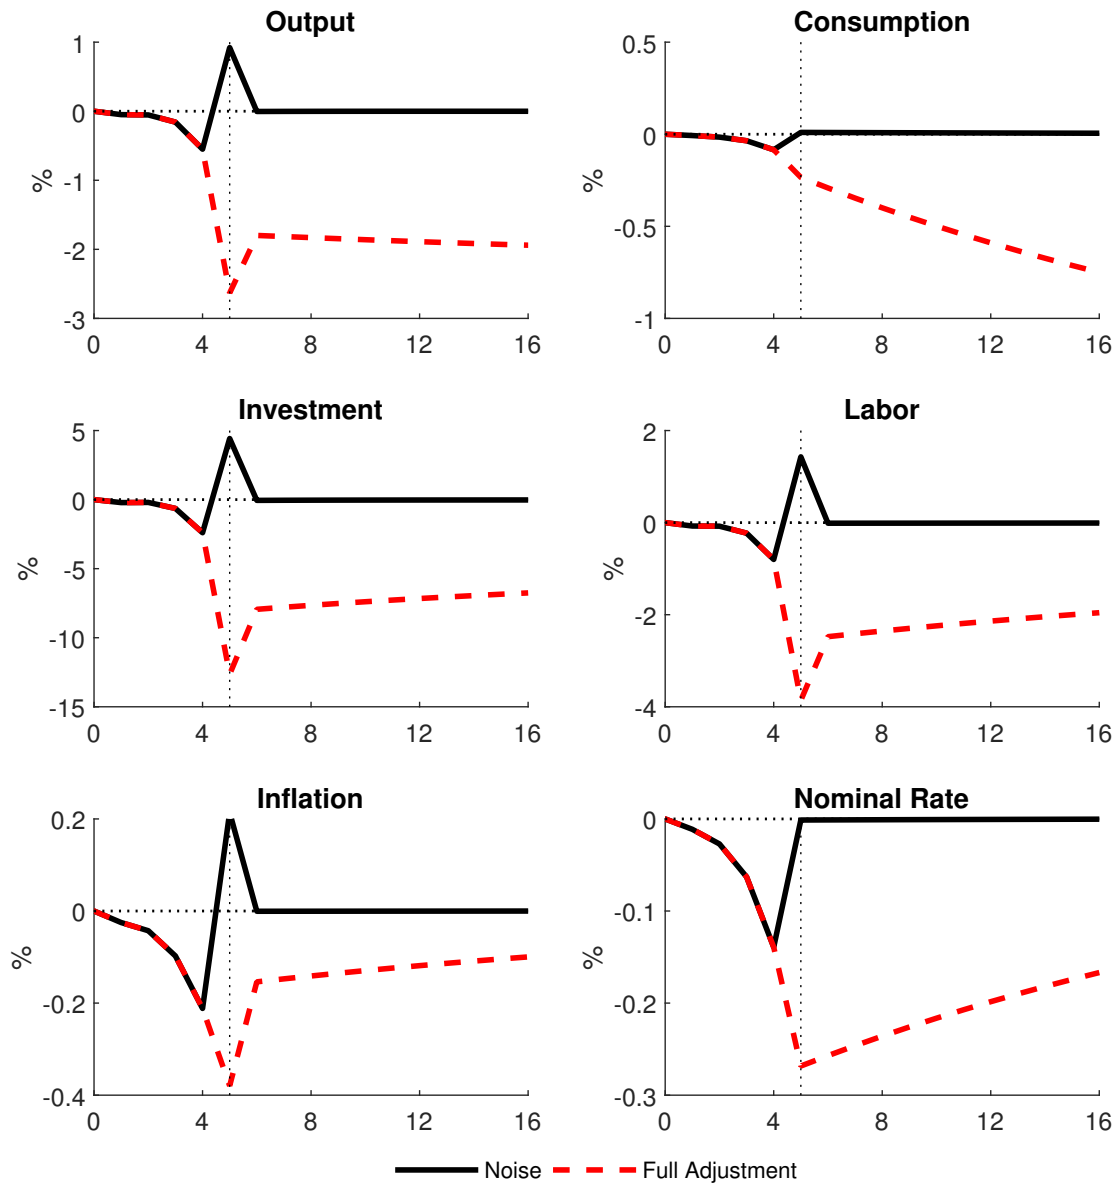 Output
Consumption
1
0
-1
-2
-3
%
0 4 8 12 16
0.5
0
-0.5
-1
%
0 4 8 12 16
Investment
Labor
5
0
-5
-10
-15
%
0 4 8 12 16
2
0
-2
-4
%
0 4 8 12 16
Inflation
Nominal Rate
0.2
0
-0.2
-0.4
%
0 4 8 12 16
0
-0.1
-0.2
-0.3
%
0 4 8 12 16
Noise Full Adjustment